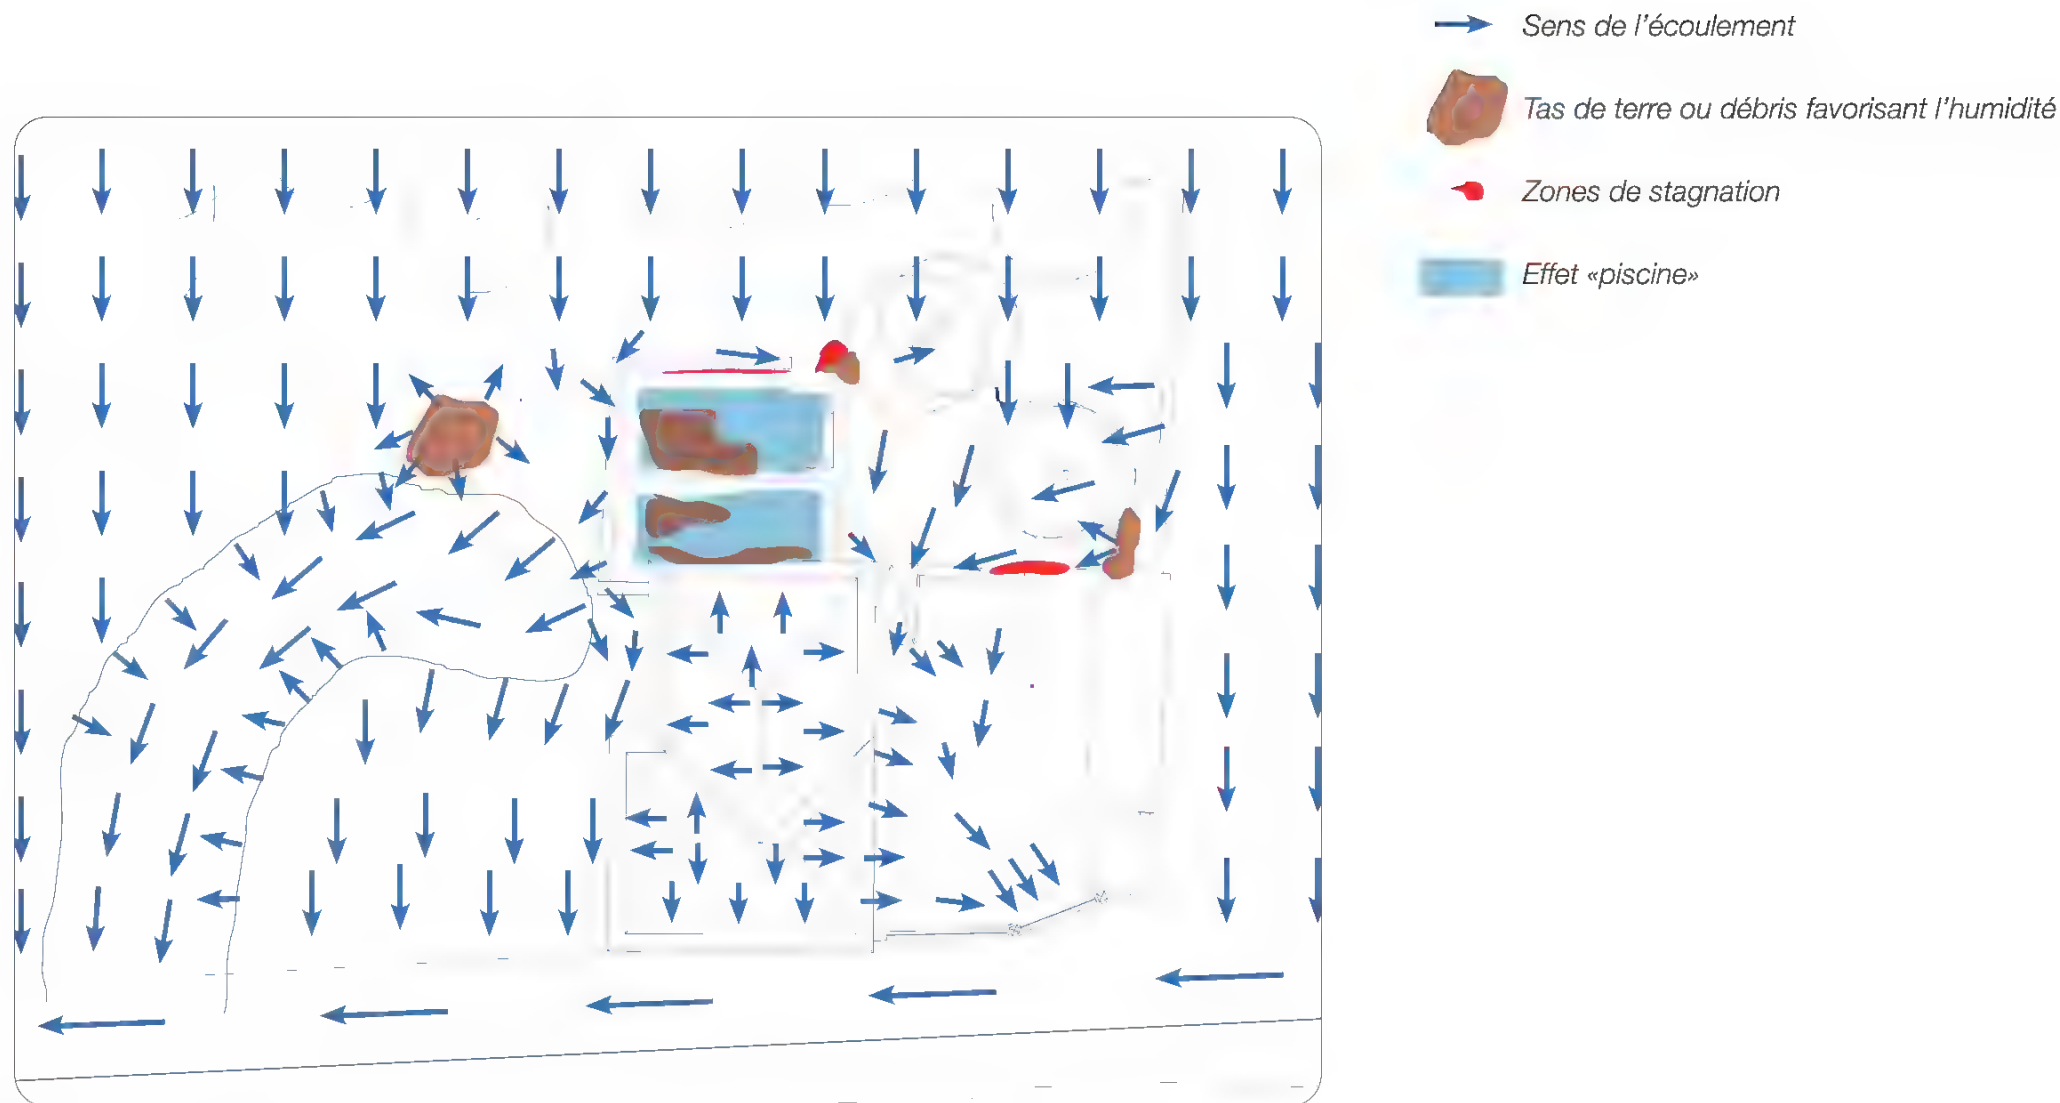 Sens de l'écoulement
Tas de terre ou débris favorisant l'humidité
Zones de stagnation
Effet «piscine»